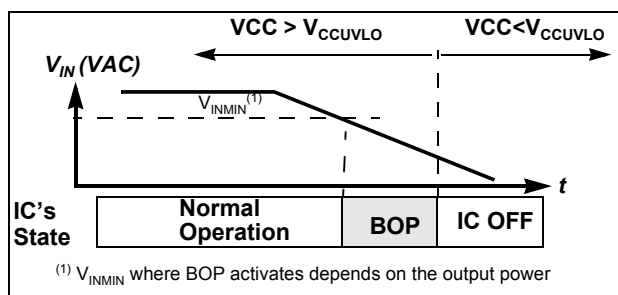 VCC > VCCUVLO VCC<VCCUVLO
VIN (VAC)
VINMIN(1)
t
IC's State Normal Operation BOP IC OFF
(1) VINMIN where BOP activates depends on the output power